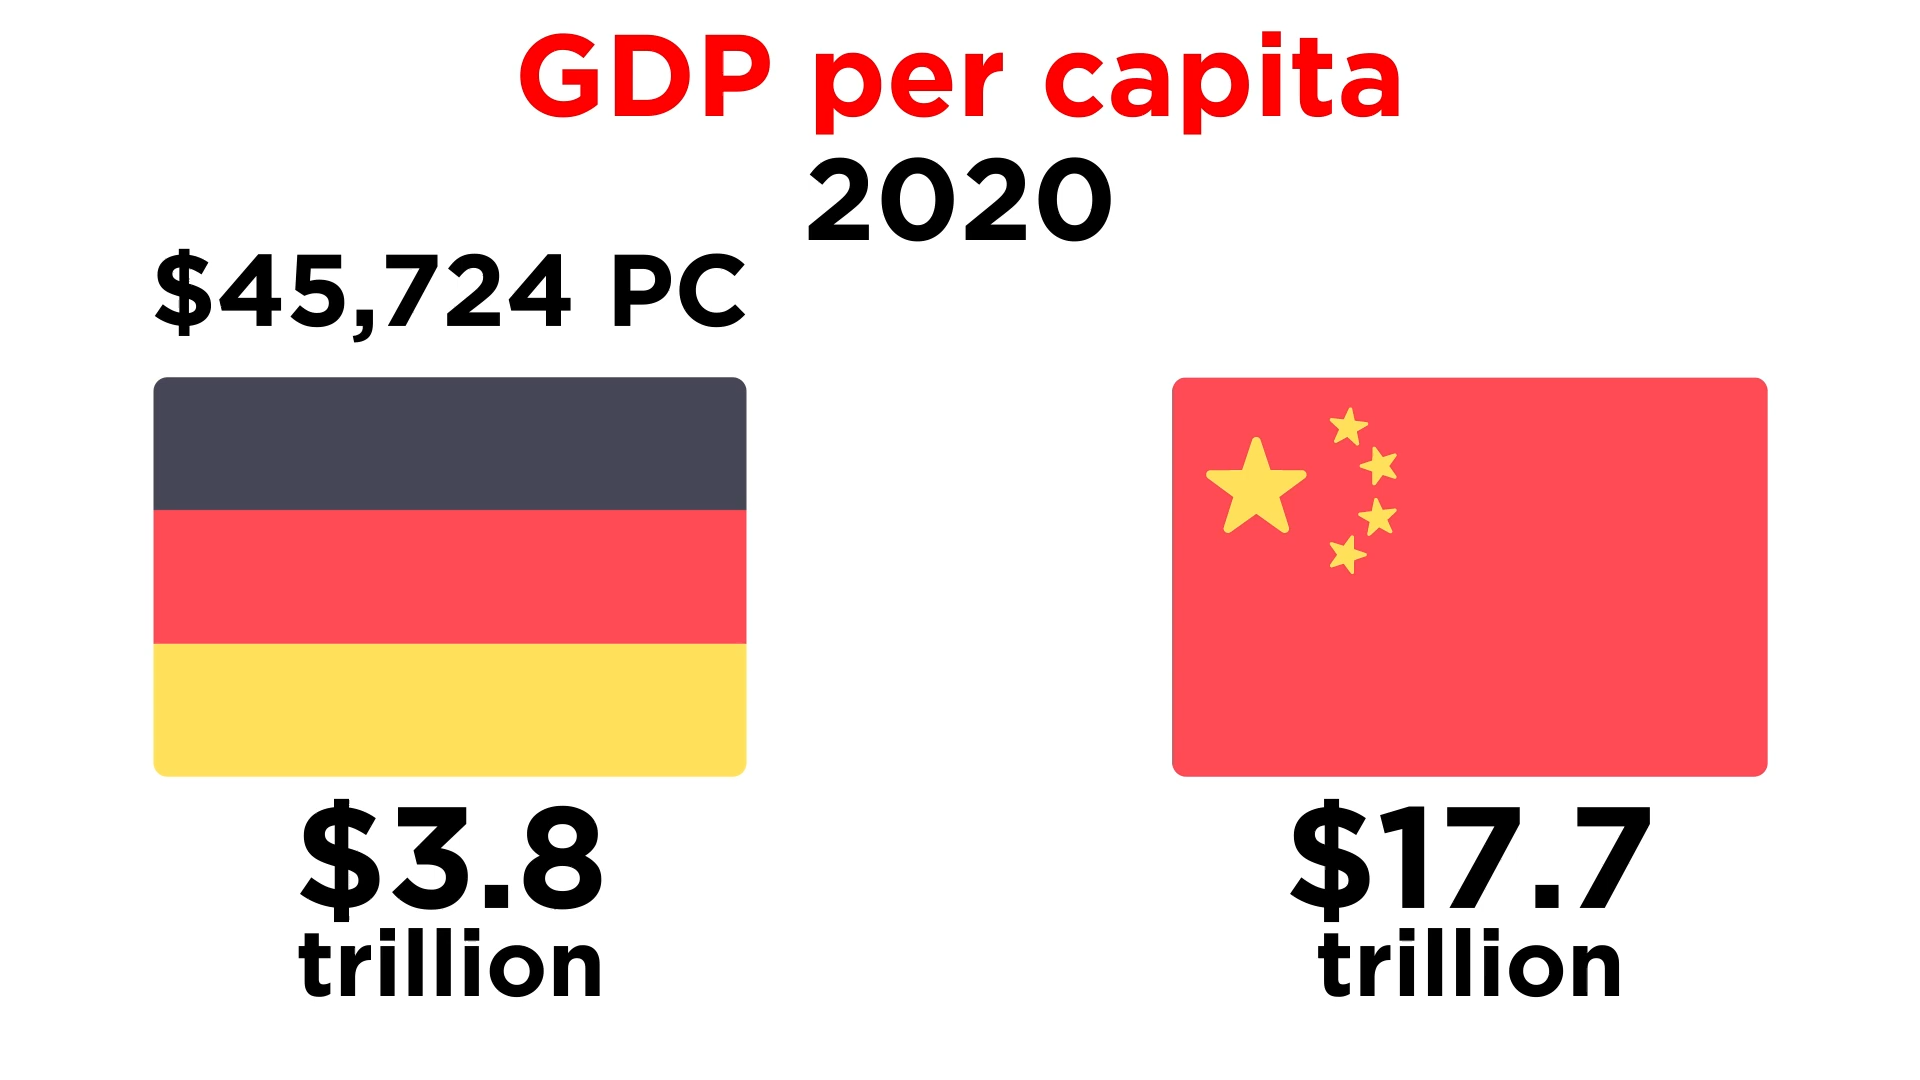 GDP per capita
2020
$45,724 PC
$3.8
trillion
$17.7
trillion